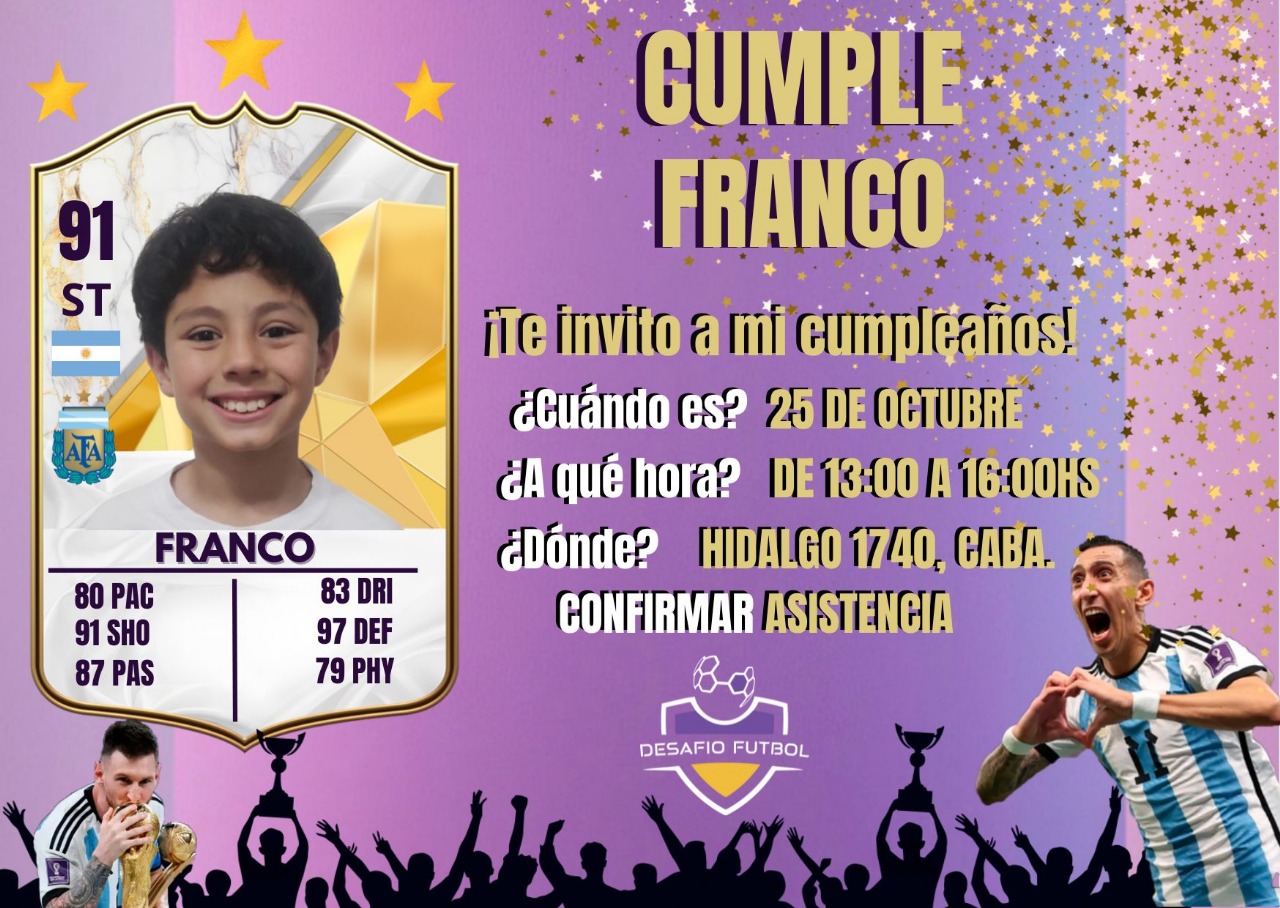 CUMPLE
FRANCO
¡Te invito a mi cumpleaños!
¿Cuándo es? 25 DE OCTUBRE
¿A qué hora? DE 13:00 A 16:00HS
¿Dónde? HIDALGO 1740, CABA.
CONFIRMAR ASISTENCIA
DESAFIO FUTBOL
91
ST
AFA
FRANCO
80 PAC
91 SHO
87 PAS
83 DRI
97 DEF
79 PHY
11